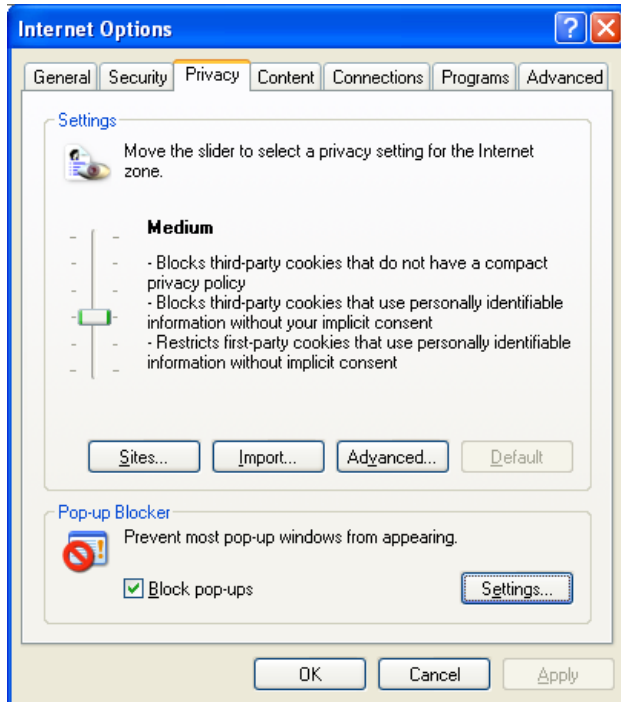 Internet Options
General Security Privacy Content Connections Programs Advanced
Settings
Move the slider to select a privacy setting for the Internet
zone.
Medium
- Blocks third-party cookies that do not have a compact
privacy policy
- Blocks third-party cookies that use personally identifiable
information without your implicit consent
- Restricts first-party cookies that use personally identifiable
information without implicit consent
Sites... Import... Advanced... Default
Pop-up Blocker
Prevent most pop-up windows from appearing.
Block pop-ups Settings...
OK Cancel Apply